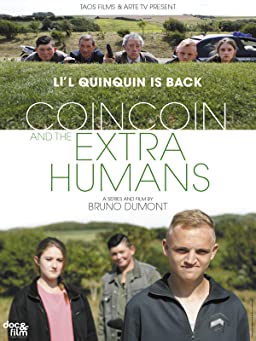 TAOS FILMS & ARTE TV PRESENT
LI'L QUINQUIN IS BACK
COINCOIN
AND THE EXTRA
HUMANS
A SERIES AND FILM BY
BRUNO DUMONT
doc&
film